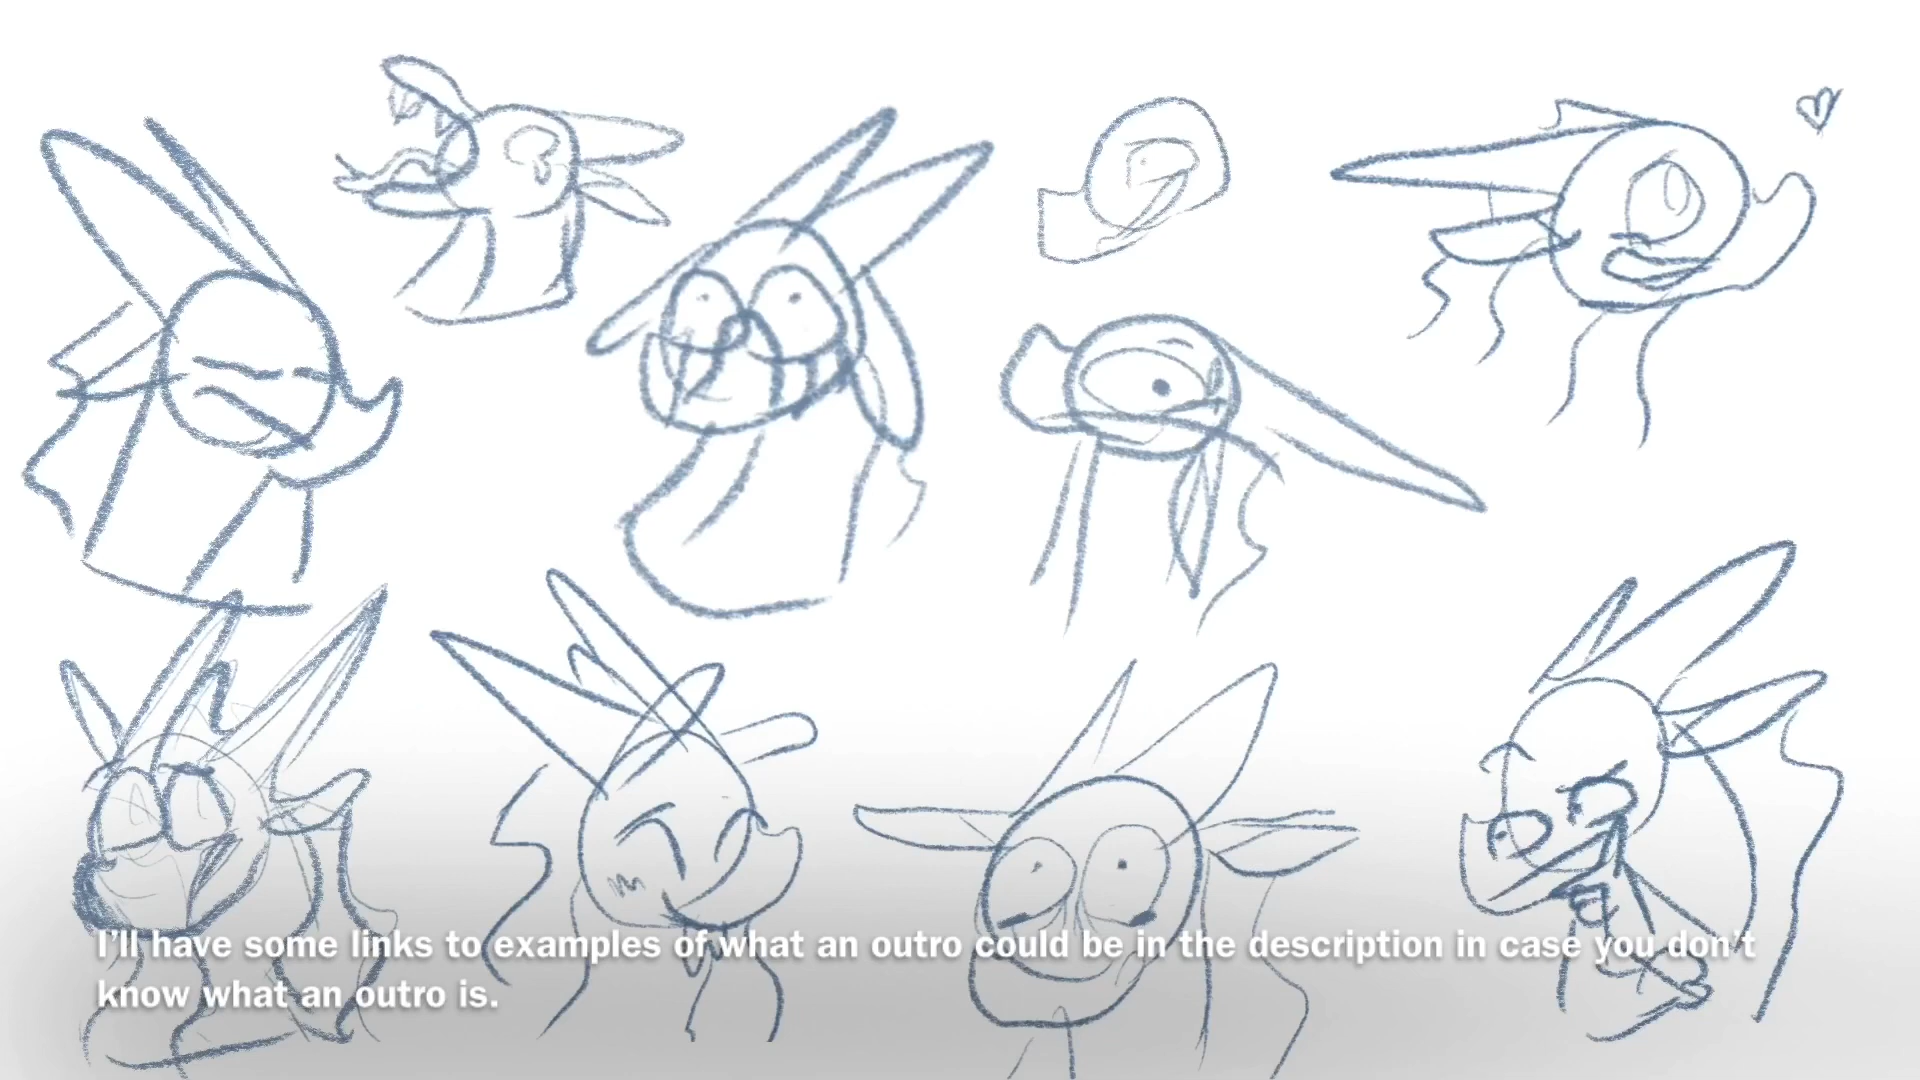 I'll have some links to examples of what an outro could be in the description in case you don't
know what an outro is.